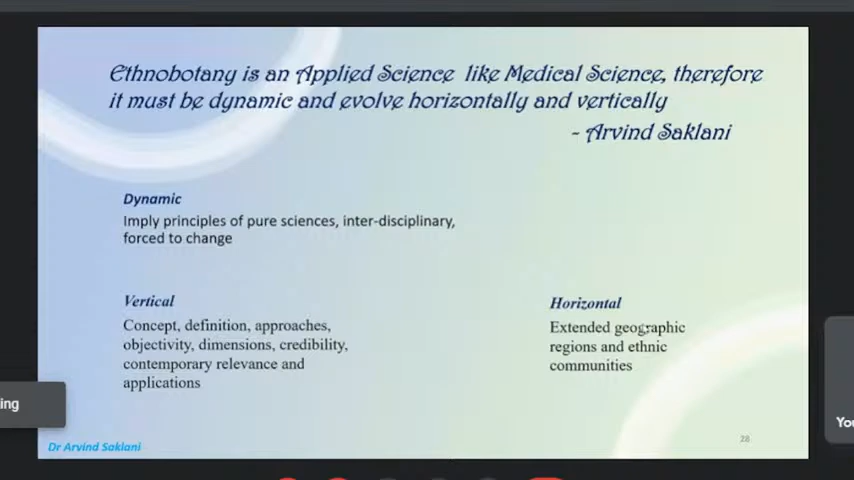 Ethnobotany is an Applied Science like Medical Science, therefore
it must be dynamic and evolve horizontally and vertically
- Arvind Saklani
Dynamic
Imply principles of pure sciences, inter-disciplinary,
forced to change
Vertical
Concept, definition, approaches,
objectivity, dimensions, credibility,
contemporary relevance and
applications
Horizontal
Extended geographic
regions and ethnic
communities
ing
You
Dr Arvind Saklani
28